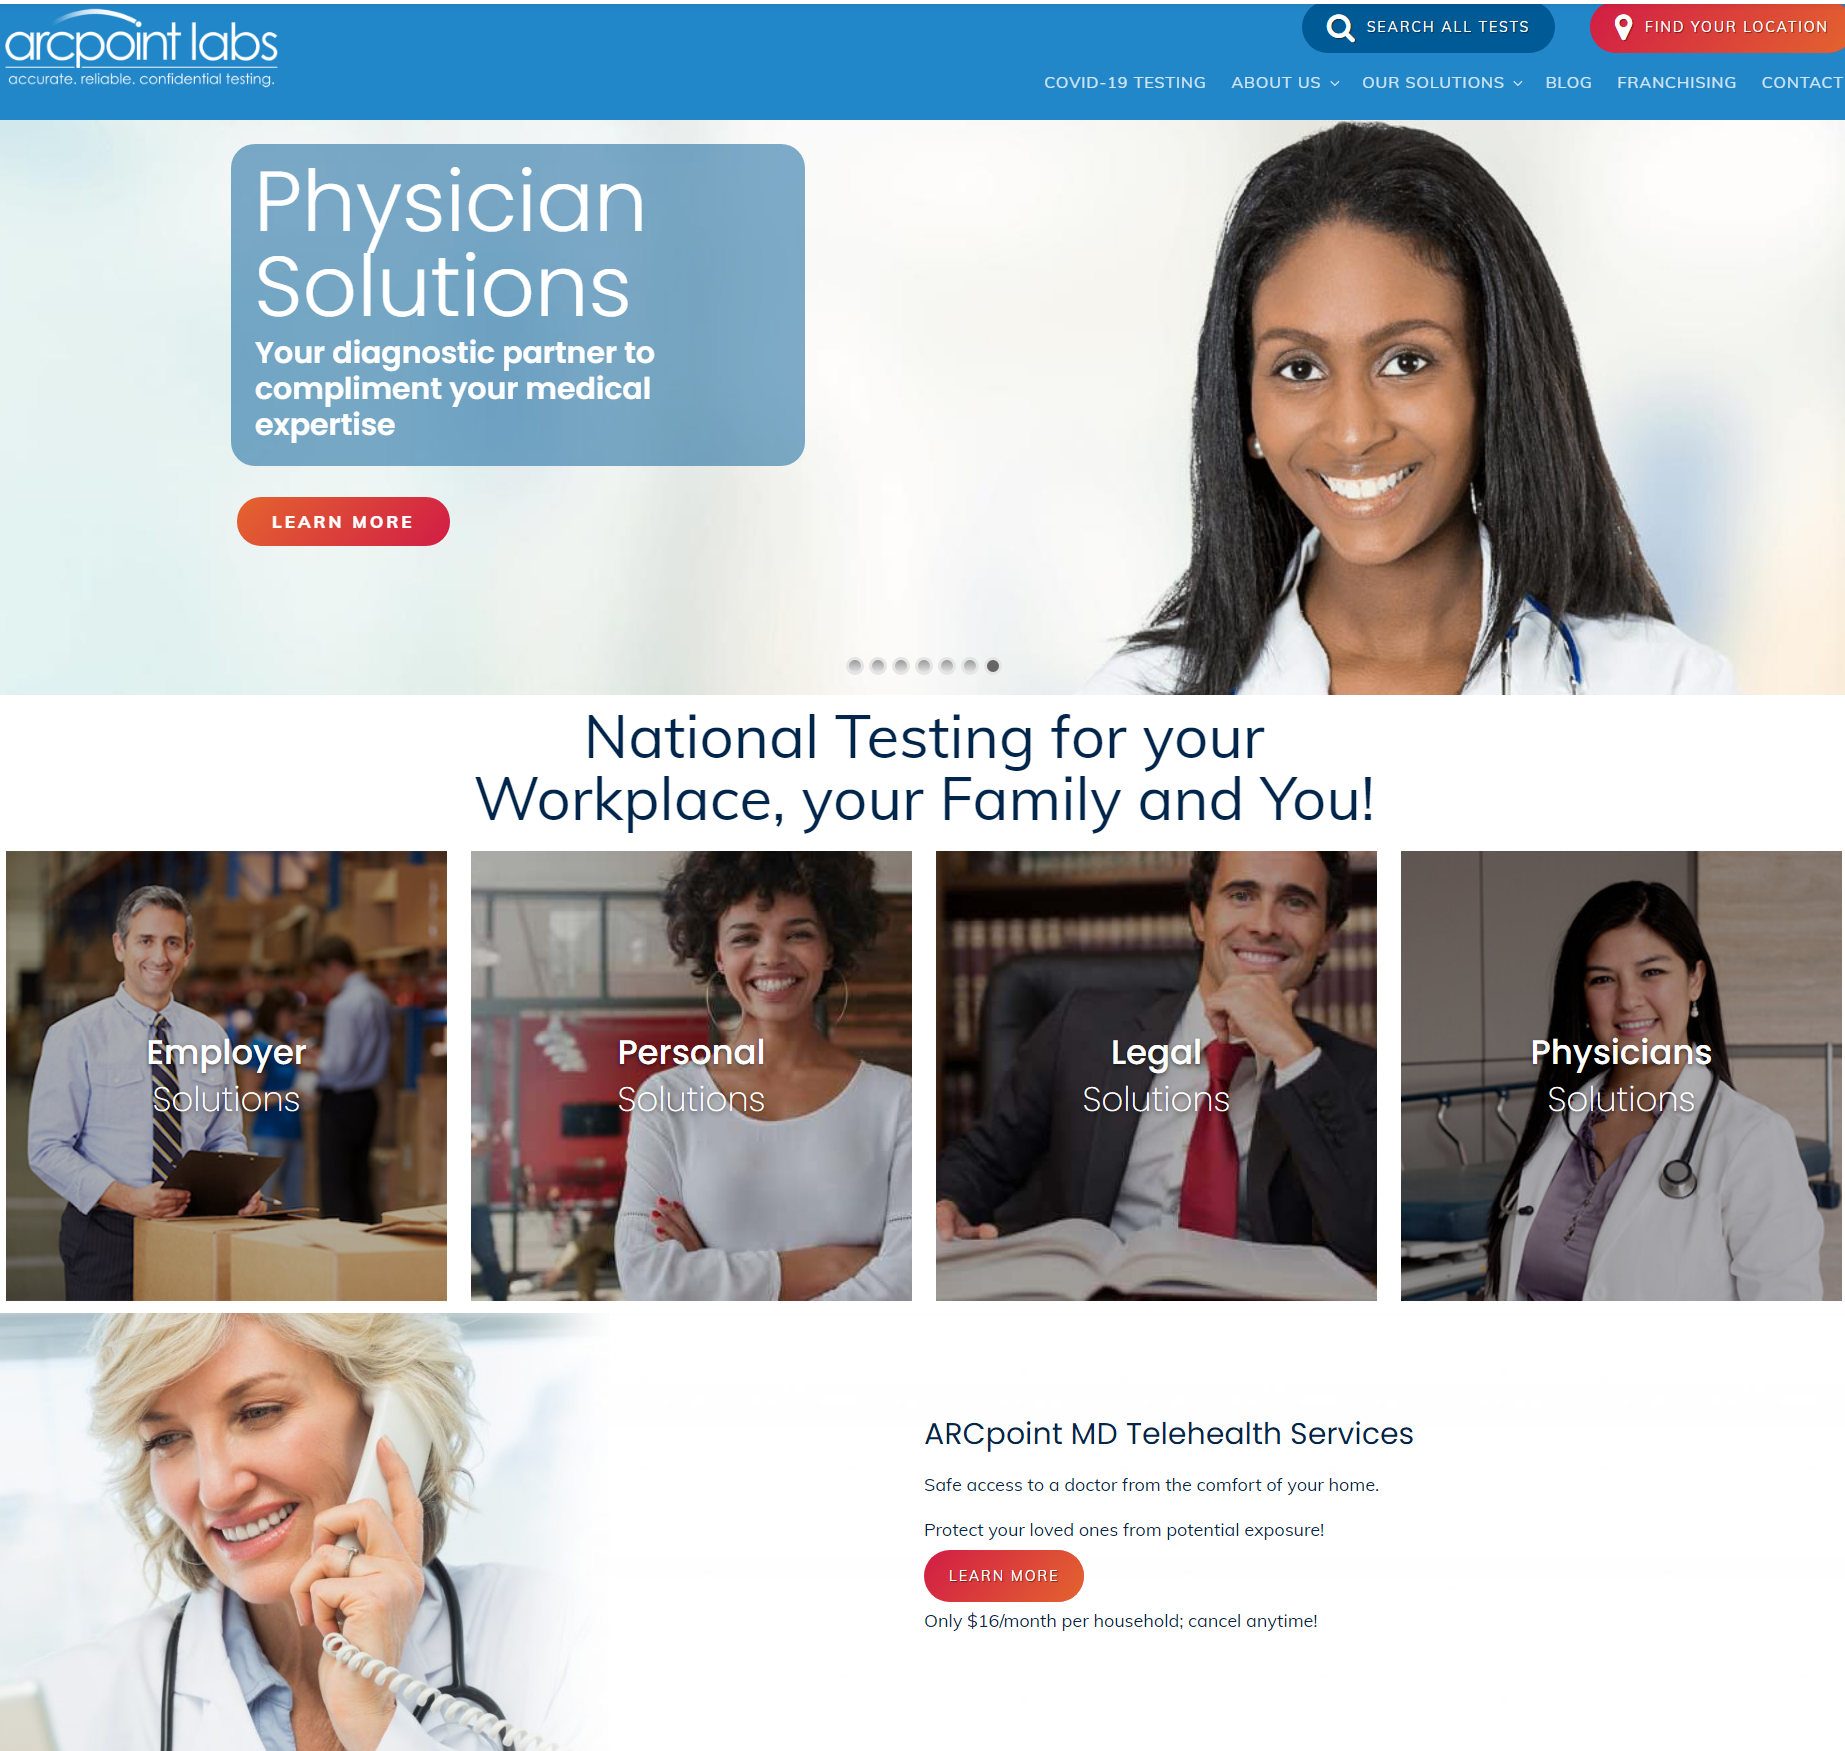 arcpoint labs
accurate. reliable. confidential testing.
SEARCH ALL TESTS
FIND YOUR LOCATION
COVID-19 TESTING
ABOUT US
OUR SOLUTIONS
BLOG
FRANCHISING
CONTACT
Physician
Solutions
Your diagnostic partner to
compliment your medical
expertise
LEARN MORE
National Testing for your
Workplace, your Family and You!
Employer
Solutions
Personal
Solutions
Legal
Solutions
Physicians
Solutions
ARCpoint MD Telehealth Services
Safe access to a doctor from the comfort of your home.
Protect your loved ones from potential exposure!
LEARN MORE
Only $16/month per household; cancel anytime!